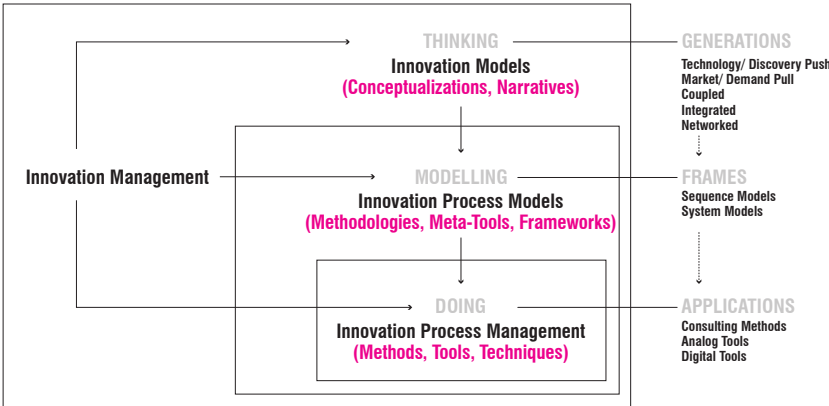 THINKING
Innovation Models
(Conceptualizations, Narratives)
GENERATIONS
Technology/ Discovery Push
Market/ Demand Pull
Coupled
Integrated
Networked
Innovation Management
MODELLING
Innovation Process Models
(Methodologies, Meta-Tools, Frameworks)
FRAMES
Sequence Models
System Models
DOING
Innovation Process Management
(Methods, Tools, Techniques)
APPLICATIONS
Consulting Methods
Analog Tools
Digital Tools